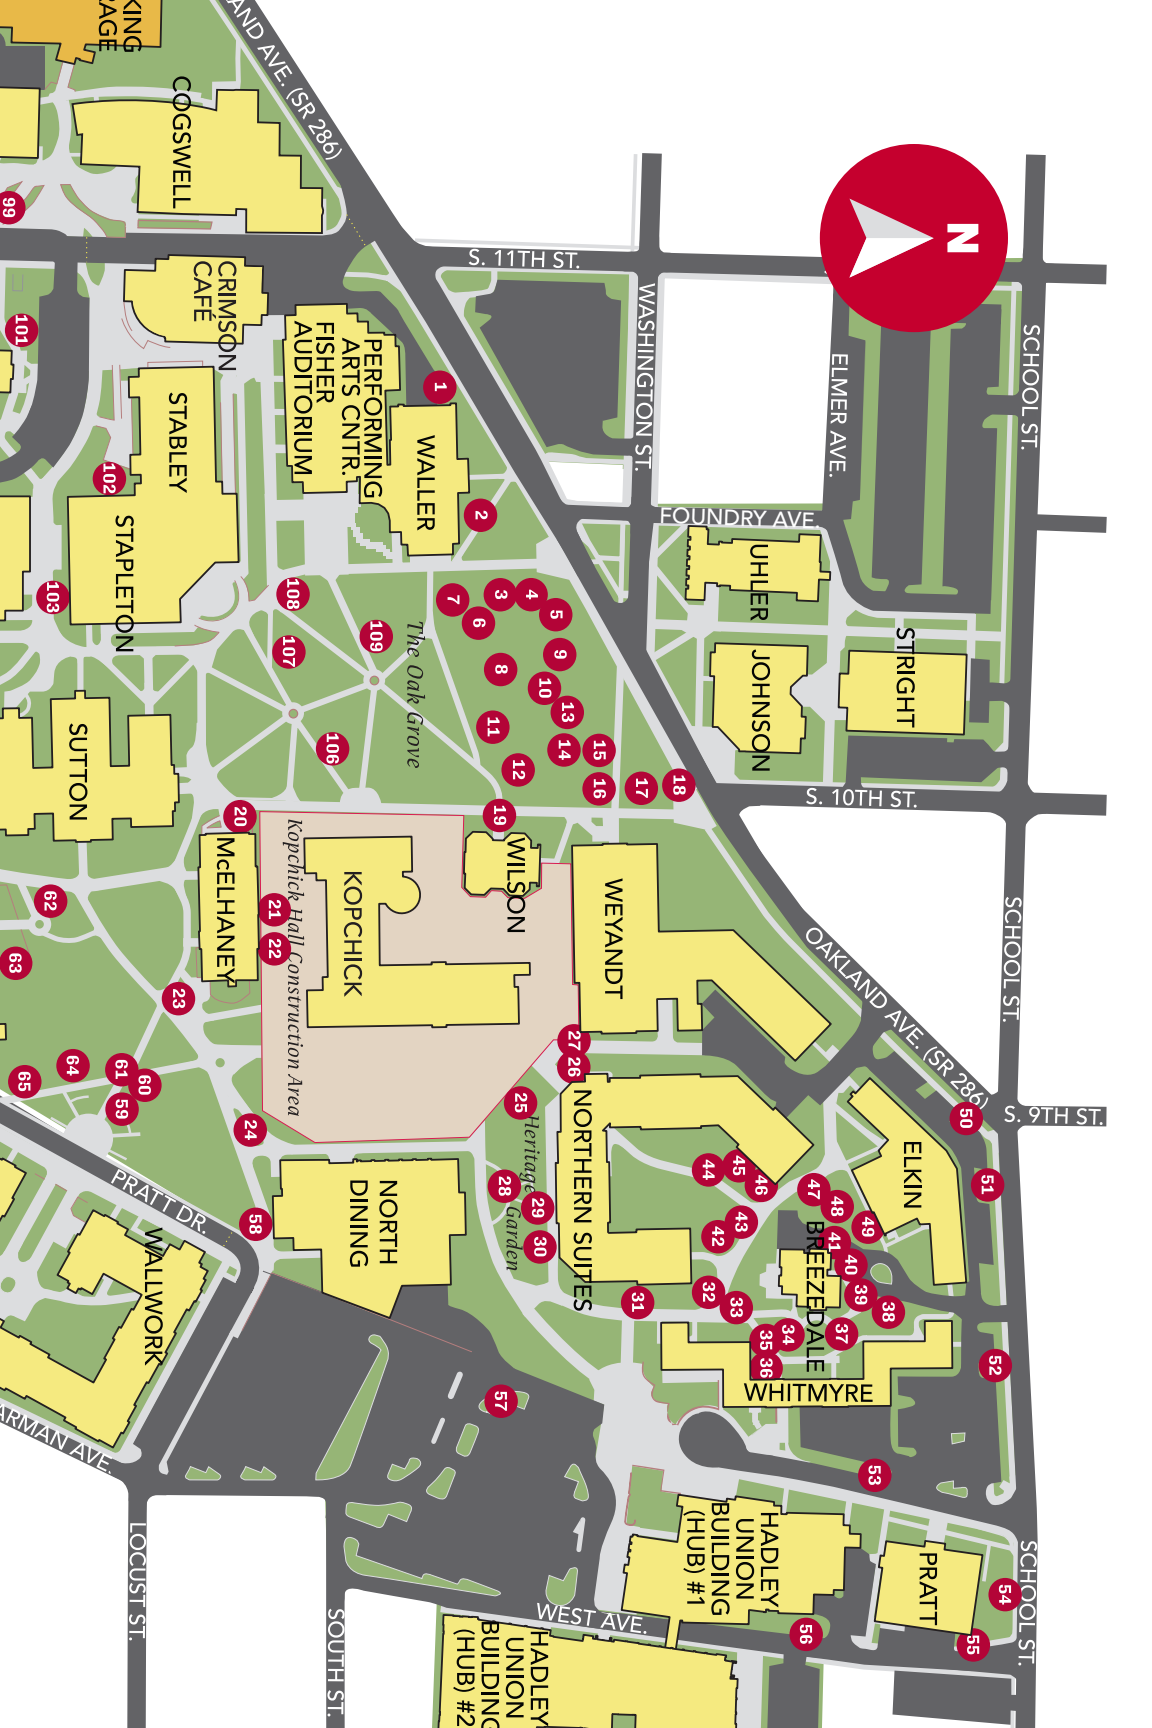 KING
AGE
AND AVE. (SR 286)
COGSWELL
N
S. 11TH ST.
WASHINGTON ST.
ELMER AVE.
SCHOOL ST.
99
101
CRIMSON
CAFÉ
PERFORMING
ARTS CNTR.
FISHER
AUDITORIUM
1
STABLEY
WALLER
102
2
FOUNDRY AVE.
STAPLETON
UHLER
103
108
7
3
4
5
6
109
The Oak Grove
107
8
9
STRIGHT
JOHNSON
10
13
11
106
14
15
12
16
17
18
SUTTON
S. 10TH ST.
20
19
McELHANEY
Kopchick Hall Construction Area
KOPCHICK
WILSON
WEYANDT
62
21
22
63
23
SCHOOL ST.
OAKLAND AVE. (SR 286)
27
26
64
61
60
65
59
25
24
50
S. 9TH ST.
Heritage
Garden
NORTHERN SUITES
ELKIN
PRATT DR.
NORTH
DINING
28
29
30
44
45
46
47
48
49
51
58
43
42
41
BREEZEDALE
40
WALLWORK
31
32
33
39
38
34
35
36
37
52
WHITMYRE
57
ARMAN AVE.
53
LOCUST ST.
SOUTH ST.
HADLEY
UNION
BUILDING
(HUB) #1
PRATT
54
SCHOOL ST.
WEST AVE.
56
55
HADLEY
UNION
BUILDING
(HUB) #2